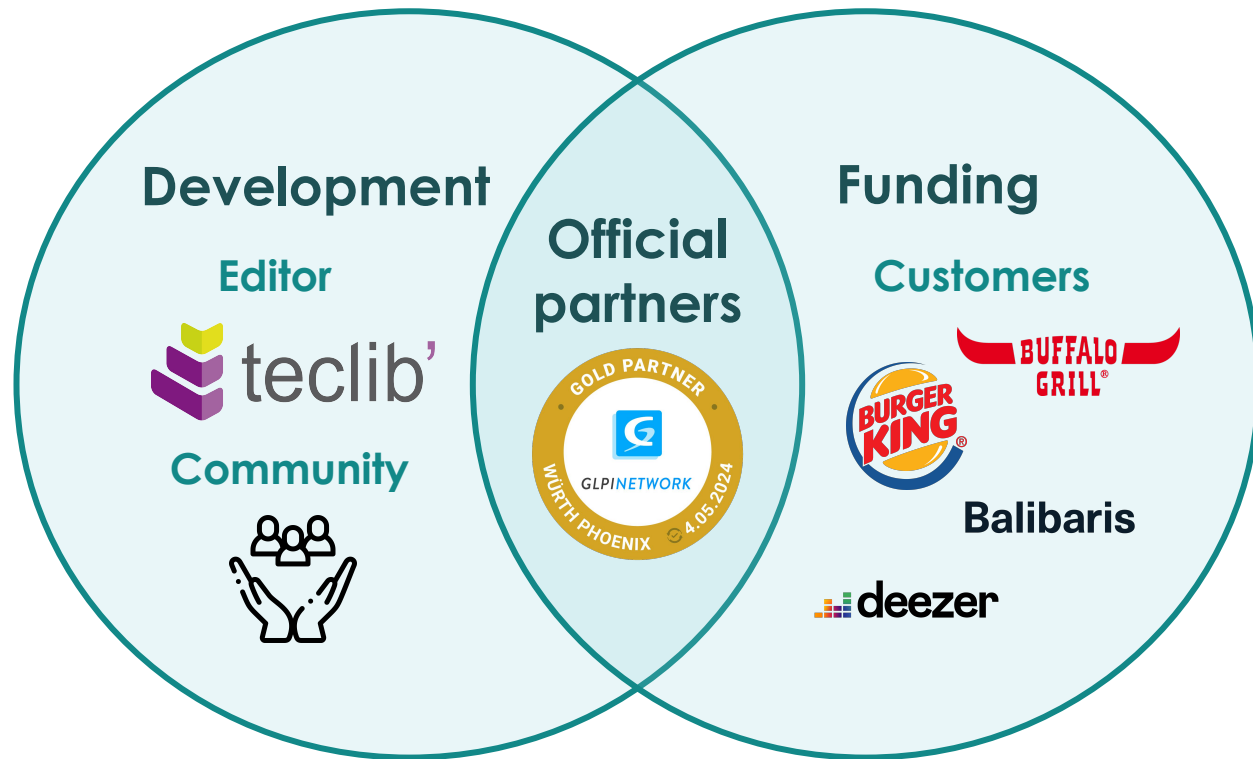 Development
Editor
teclib'
Community
Official
partners
GOLD PARTNER
GLPINETWORK
WÜRTH PHOENIX
4.05.2024
Funding
Customers
BUFFALO
GRILL®
BURGER
KING®
Balibaris
deezer